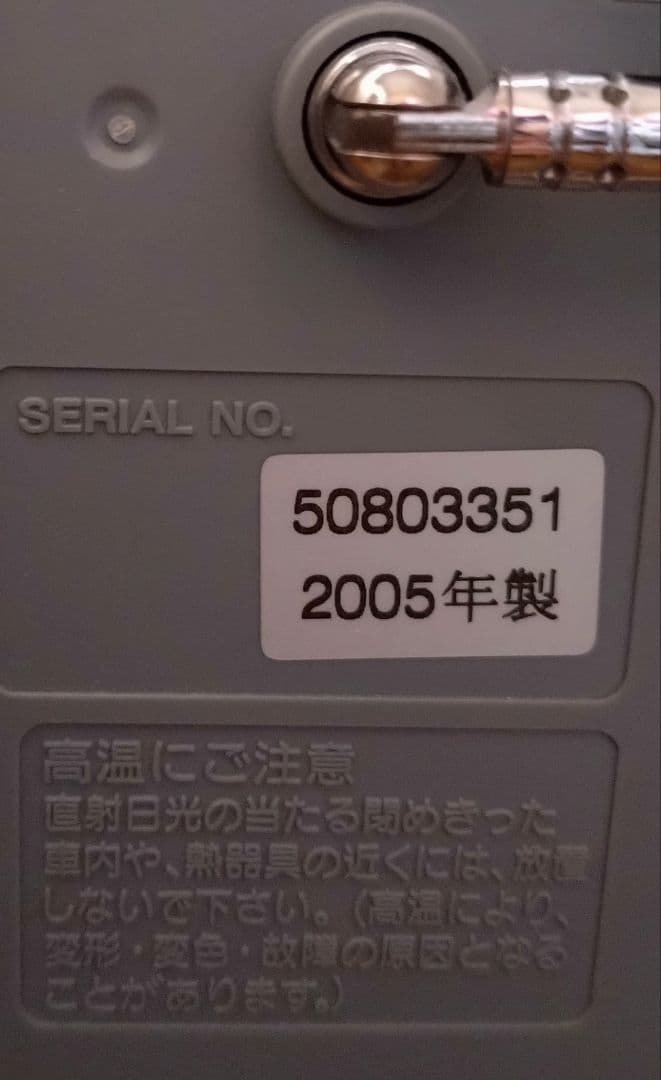 SERIAL NO.
50803351
2005年製
高温にご注意
直射日光の当たる閉めきった
車内や、熱器具の近くには、放置
しないで下さい。（高温により、
変形・変色・故障の原因となる
ことがあります。）